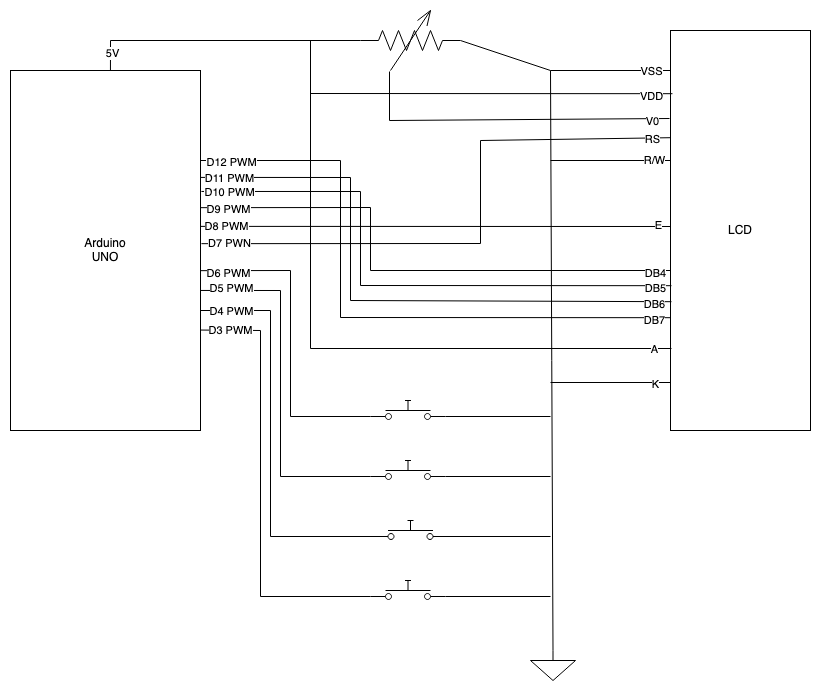 5V
VSS
VDD
V0
RS
R/W
D12 PWM
D11 PWM
D10 PWM
D9 PWM
D8 PWM
D7 PWN
E
Arduino
UNO
LCD
D6 PWM
D5 PWM
D4 PWM
D3 PWM
DB4
DB5
DB6
DB7
A
K